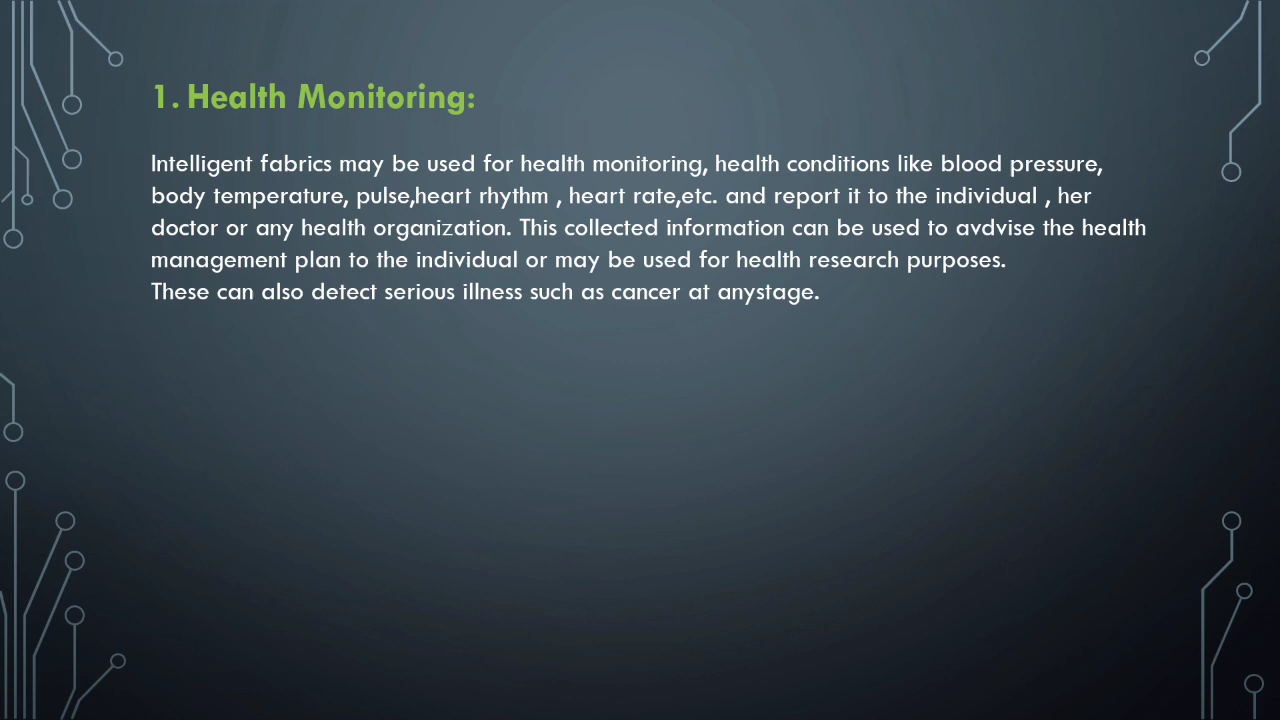 1. Health Monitoring:
Intelligent fabrics may be used for health monitoring, health conditions like blood pressure,
body temperature, pulse,heart rhythm , heart rate,etc. and report it to the individual , her
doctor or any health organization. This collected information can be used to avdvise the health
management plan to the individual or may be used for health research purposes.
These can also detect serious illness such as cancer at anystage.